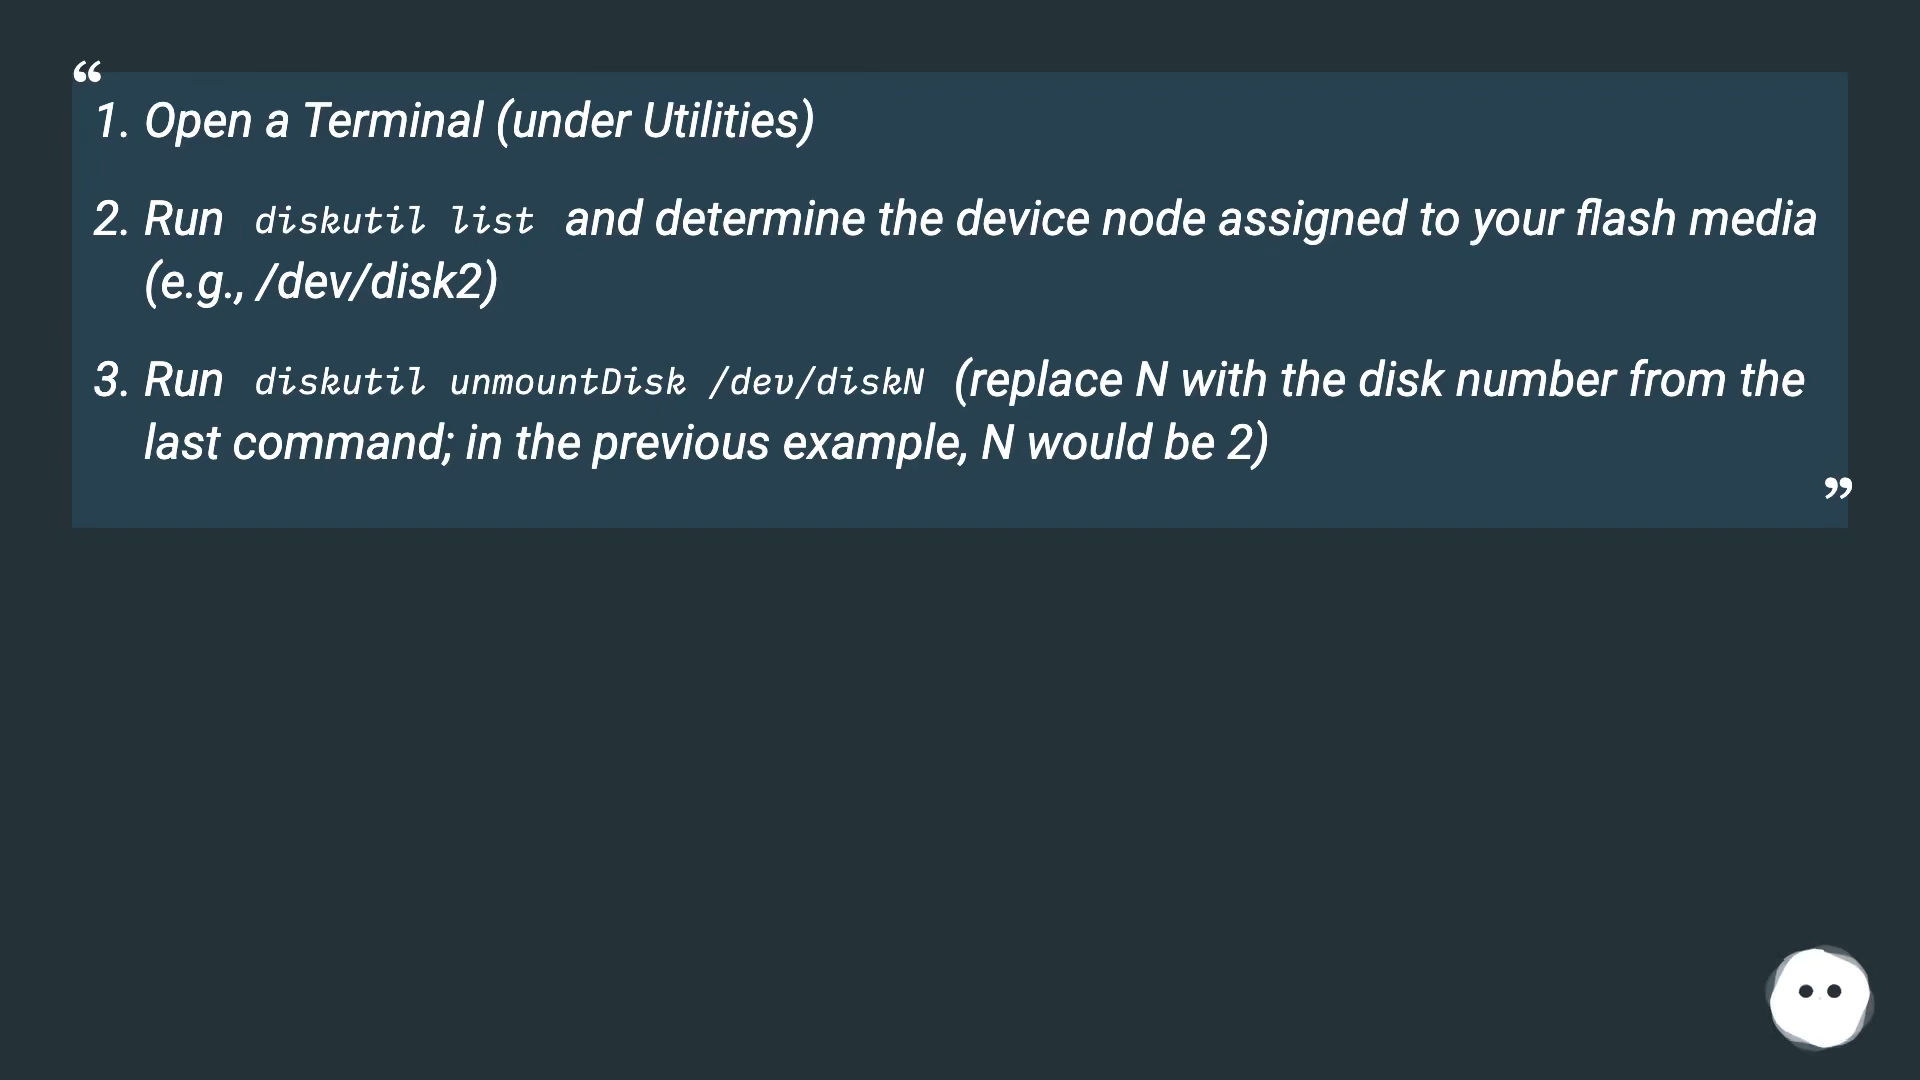 “
1. Open a Terminal (under Utilities)
2. Run diskutil list and determine the device node assigned to your flash media
(e.g., /dev/disk2)
3. Run diskutil unmountDisk /dev/diskN (replace N with the disk number from the
last command; in the previous example, N would be 2)
”